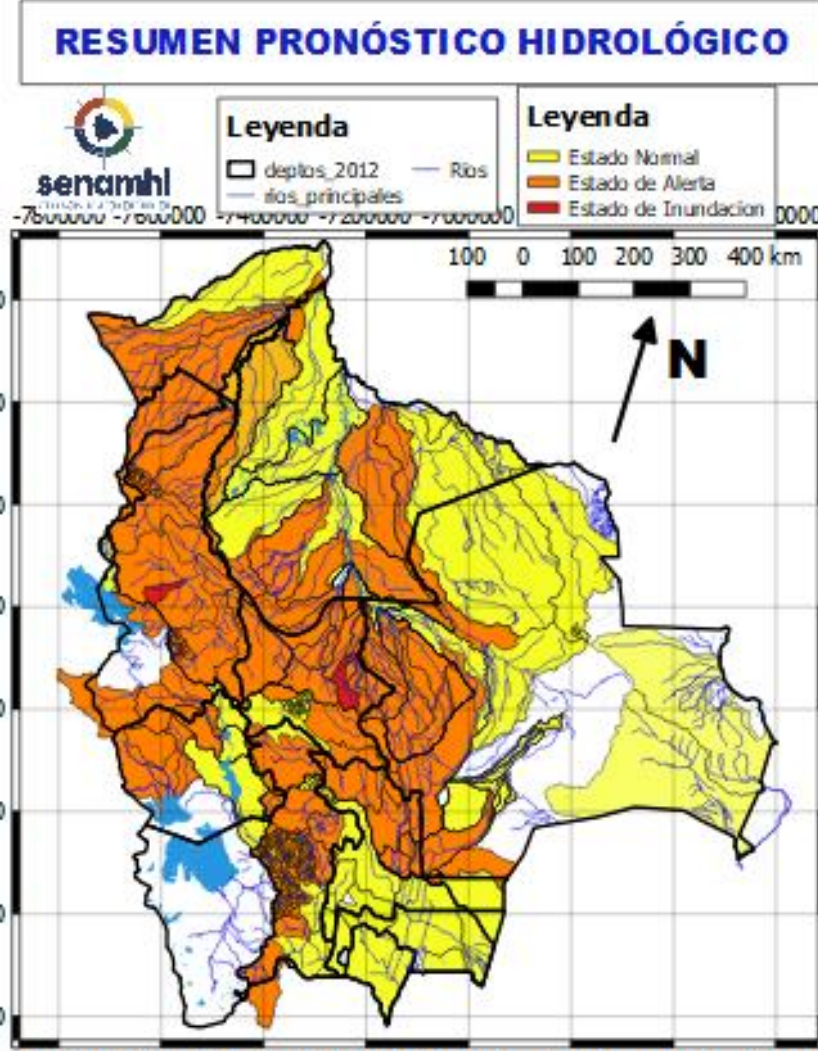 RESUMEN PRONÓSTICO HIDROLÓGICO
senamhi
Leyenda
deptos_2012
Rios
rios_principales
Leyenda
Estado Normal
Estado de Alerta
Estado de Inundacion
-7800000 -7600000 -7400000 -7200000 -7000000
100 0 100 200 300 400 km
N